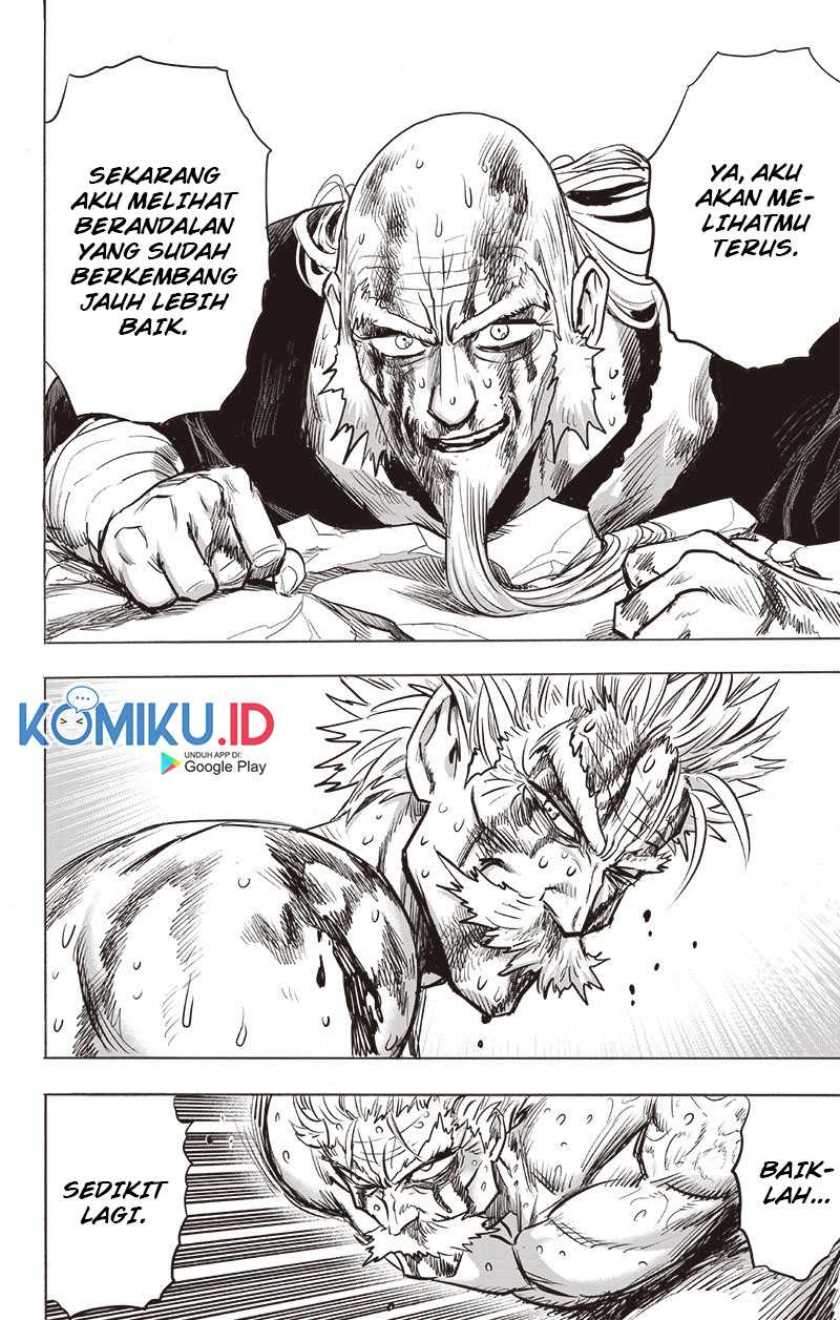 YA, AKU
AKAN ME-
LIHATMU
TERUS.
SEKARANG
AKU MELIHAT
BERANDALAN
YANG SUDAH
BERKEMBANG
JAUH LEBIH
BAIK.
KOMIKU.ID
UNDUH APP DI:
Google Play
BAIK-
LAH...
SEDIKIT
LAGI.